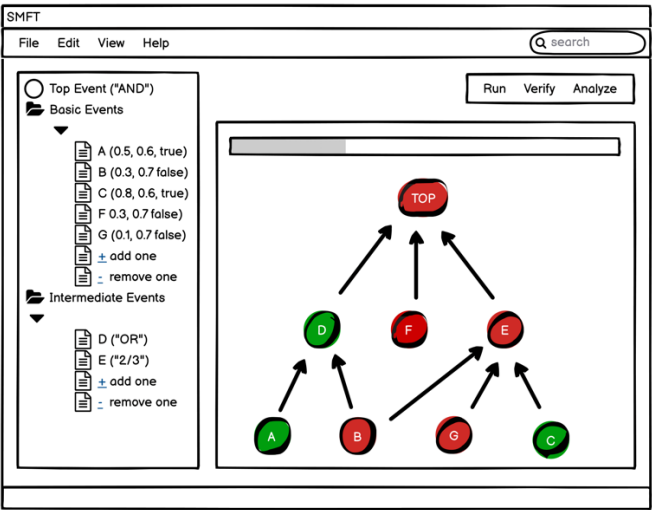 SMFT
File Edit View Help
search
Top Event ("AND")
Basic Events
A (0.5, 0.6, true)
B (0.3, 0.7 false)
C (0.8, 0.6, true)
F 0.3, 0.7 false)
G (0.1, 0.7 false)
+ add one
- remove one
Intermediate Events
D ("OR")
E ("2/3")
+ add one
- remove one
Run Verify Analyze
TOP
D F E
A B G C